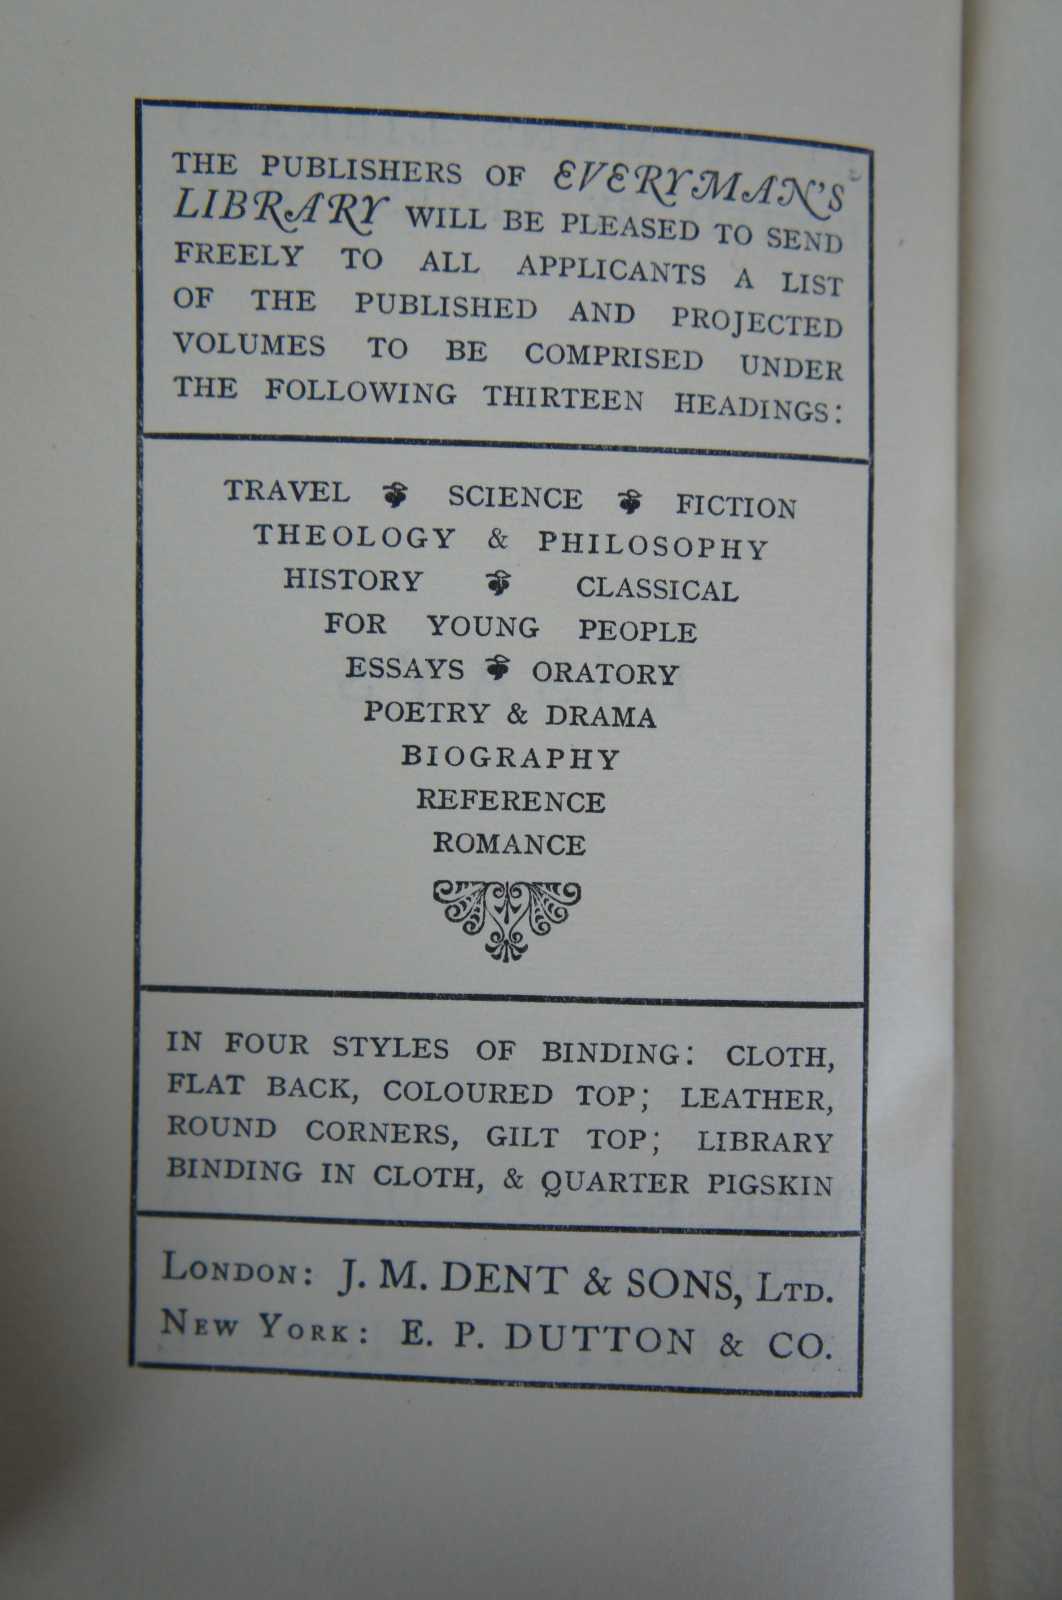 THE PUBLISHERS OF EVERYMAN'S
LIBRARY WILL BE PLEASED TO SEND
FREELY TO ALL APPLICANTS A LIST
OF THE PUBLISHED AND PROJECTED
VOLUMES TO BE COMPRISED UNDER
THE FOLLOWING THIRTEEN HEADINGS:
TRAVEL SCIENCE FICTION
THEOLOGY & PHILOSOPHY
HISTORY CLASSICAL
FOR YOUNG PEOPLE
ESSAYS ORATORY
POETRY & DRAMA
BIOGRAPHY
REFERENCE
ROMANCE
IN FOUR STYLES OF BINDING: CLOTH,
FLAT BACK, COLOURED TOP; LEATHER,
ROUND CORNERS, GILT TOP; LIBRARY
BINDING IN CLOTH, & QUARTER PIGSKIN
LONDON: J. M. DENT & SONS, LTD.
NEW YORK: E. P. DUTTON & CO.